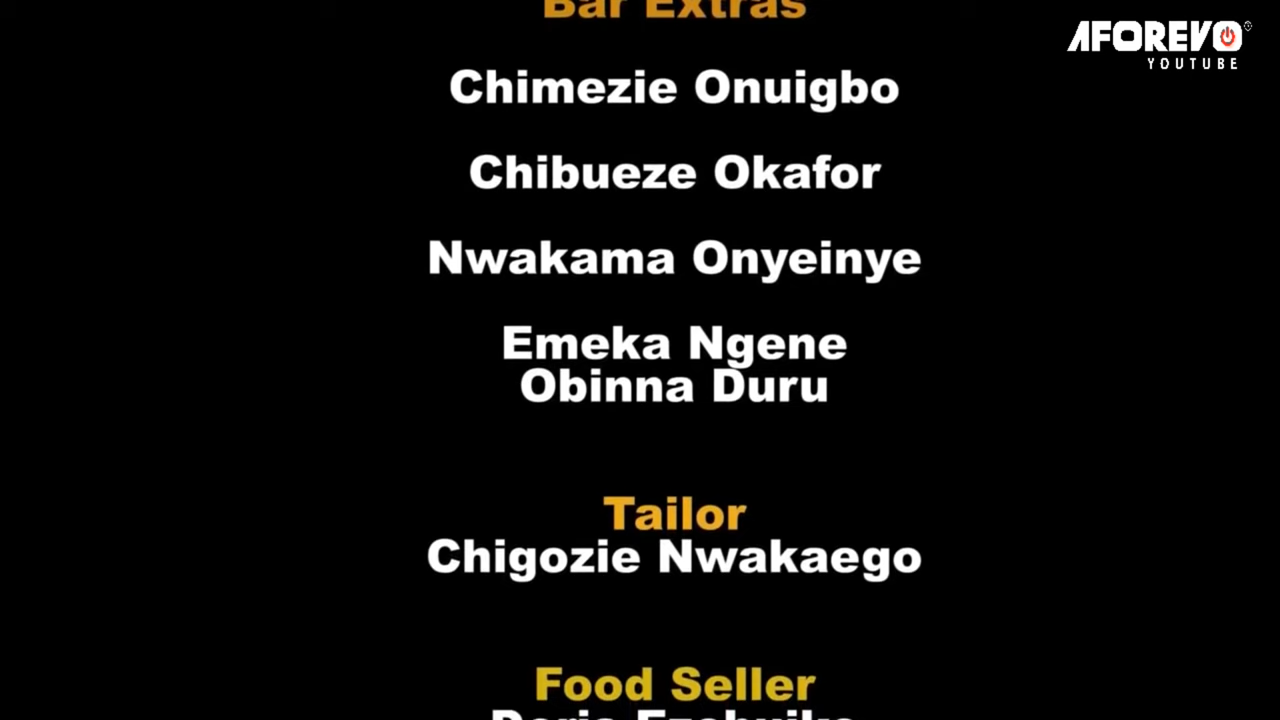 Bar Extras
AFOREVO
YOUTUBE
Chimezie Onuigbo
Chibueze Okafor
Nwakama Onyeinye
Emeka Ngene
Obinna Duru
Tailor
Chigozie Nwakaego
Food Seller